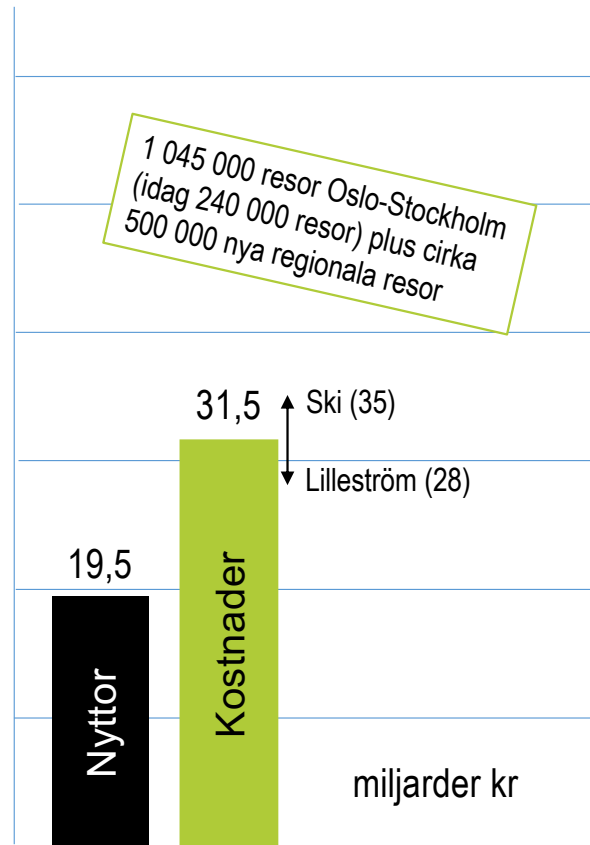 1 045 000 resor Oslo-Stockholm
(idag 240 000 resor) plus cirka
500 000 nya regionala resor
31,5
Ski (35)
Lilleström (28)
19,5
Nyttor
Kostnader
miljarder kr